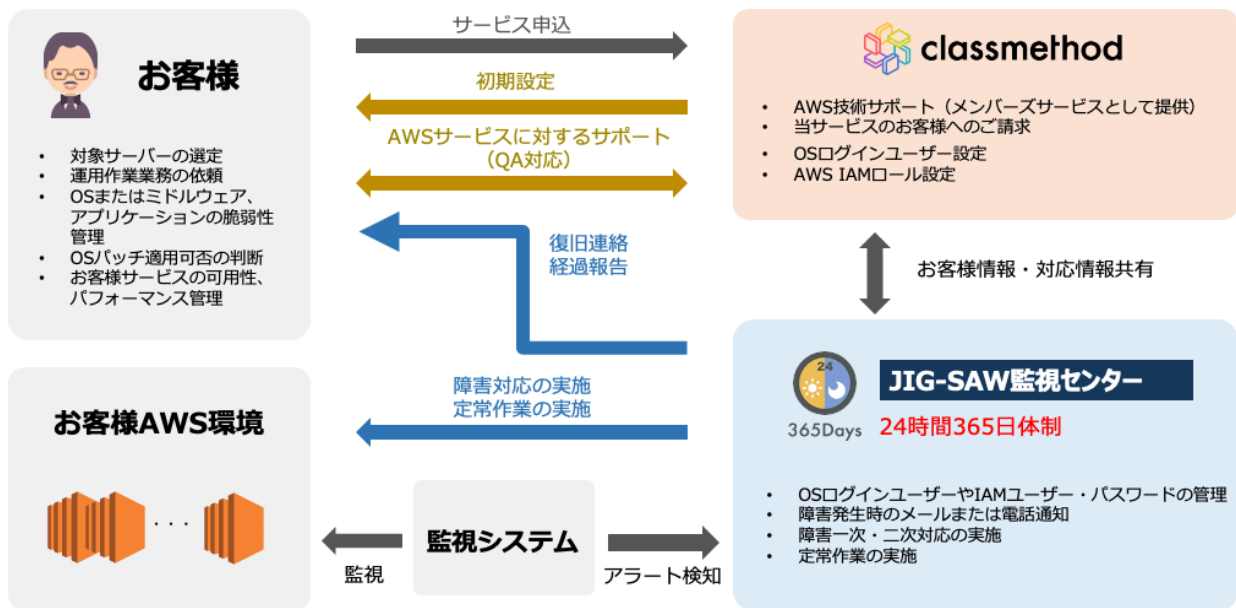 お客様
・ 対象サーバーの選定
・ 運用作業業務の依頼
・ OSまたはミドルウェア、
アプリケーションの脆弱性
管理
・ OSパッチ適用可否の判断
・ お客様サービスの可用性、
パフォーマンス管理
サービス申込
初期設定
AWSサービスに対するサポート
（QA対応）
復旧連絡
経過報告
障害対応の実施
定常作業の実施
classmethod
・ AWS技術サポート（メンバーズサービスとして提供）
・ 当サービスのお客様へのご請求
・ OSログインユーザー設定
・ AWS IAMロール設定
お客様情報・対応情報共有
24
365Days
JIG-SAW監視センター
24時間365日体制
・ OSログインユーザーやIAMユーザー・パスワードの管理
・ 障害発生時のメールまたは電話通知
・ 障害一次・二次対応の実施
・ 定常作業の実施
お客様AWS環境
・・・
監視
監視システム
アラート検知